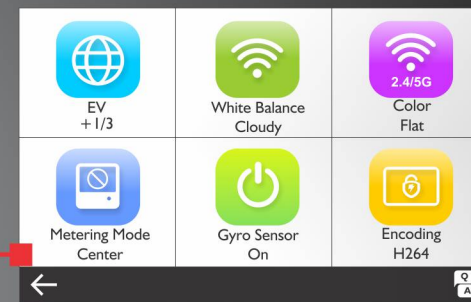 2.4/5G
EV
+1/3
White Balance
Cloudy
Color
Flat
Metering Mode
Center
Gyro Sensor
On
Encoding
H264
Q
A